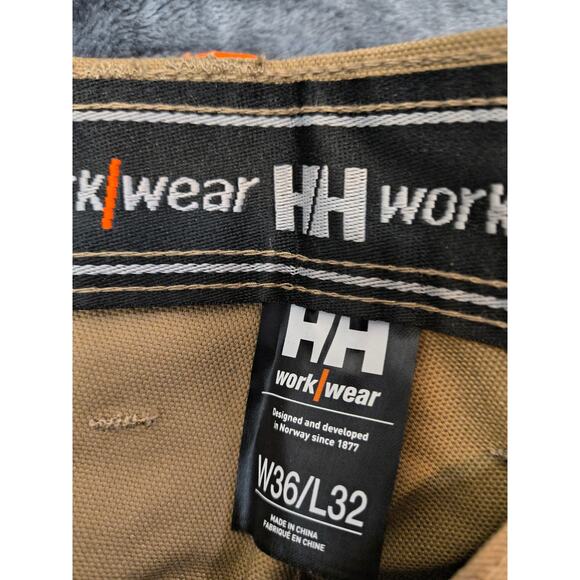 rk/wear HH work
HH
work/wear
Designed and developed
in Norway since 1877
W36/L32
MADE IN CHINA
FABRIQUÉ EN CHINE